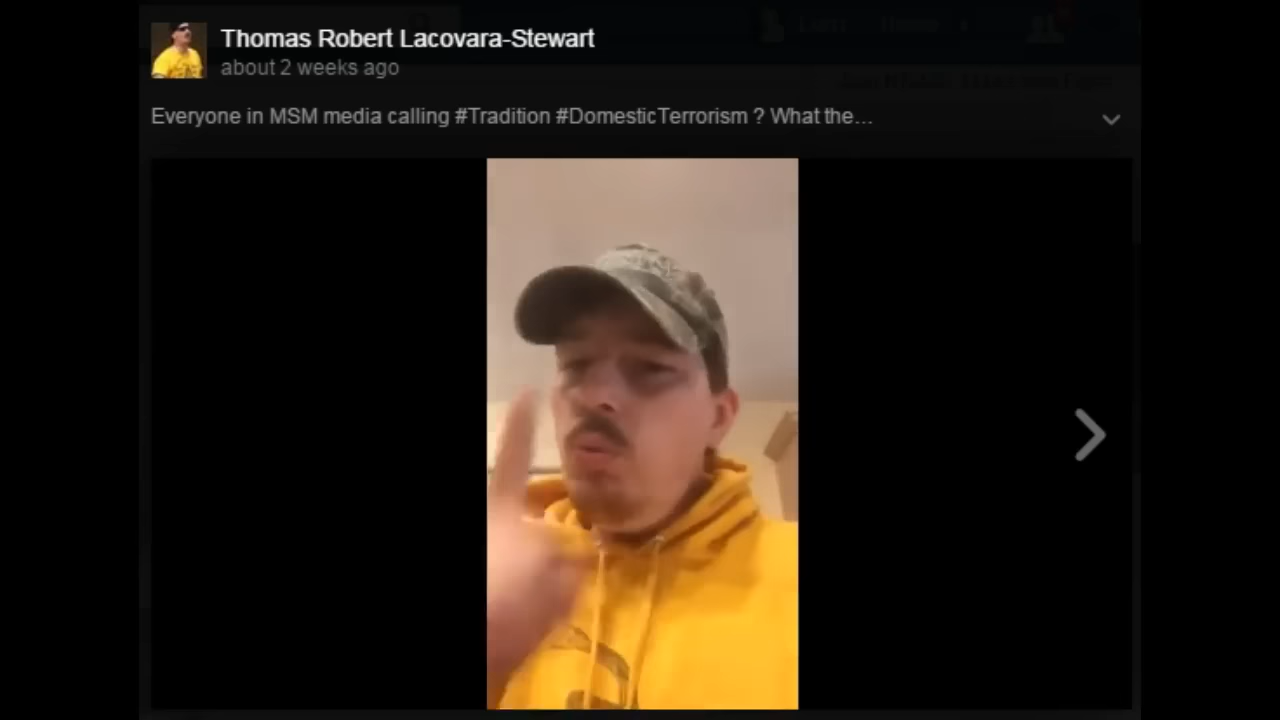 Thomas Robert Lacovara-Stewart
about 2 weeks ago
Everyone in MSM media calling #Tradition #DomesticTerrorism ? What the...